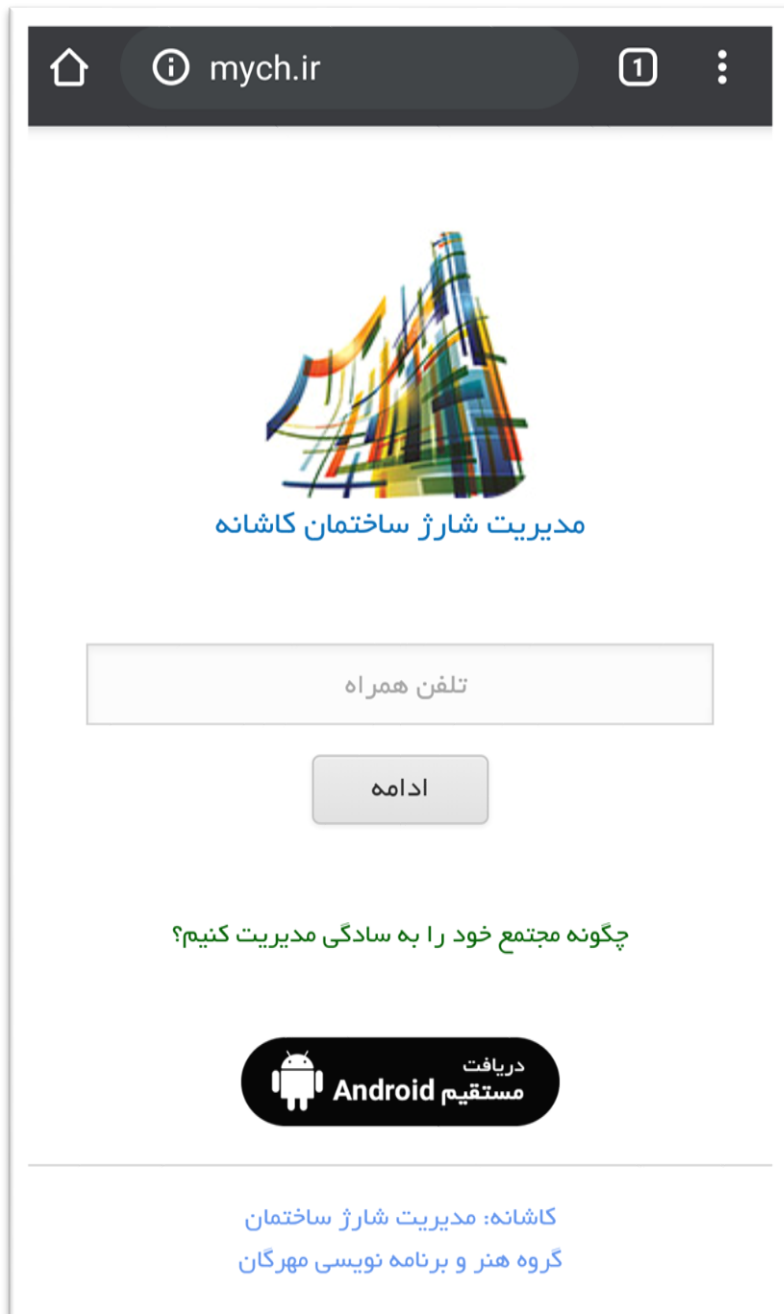 mych.ir
1
مدیریت شارژ ساختمان کاشانه
تلفن همراه
ادامه
چگونه مجتمع خود را به سادگی مدیریت کنیم؟
دریافت
مستقیم Android
کاشانه: مدیریت شارژ ساختمان
گروه هنر و برنامه نویسی مهرگان